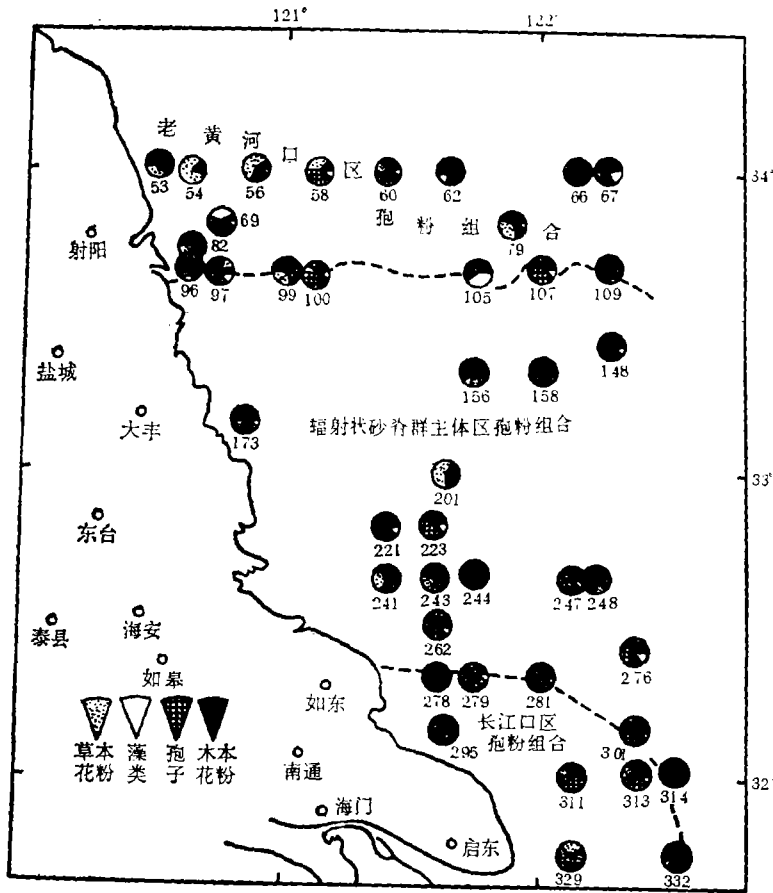 121° 122°
老黄河口区
53 54 56 58 60 62 66 67
34°
孢粉组合
69 79
射阳
82
96 97 99 100 105 107 109
盐城
148
156 158
大丰
173
辐射状砂脊群主体区孢粉组合
33°
201
东台
221 223
241 243 244 247 248
泰县
海安
262
276
如皋
如东
278 279 281
草本花粉
藻类
孢子
木本花粉
长江口区
孢粉组合
295
301
南通
32°
311 313 314
海门
启东
329 332